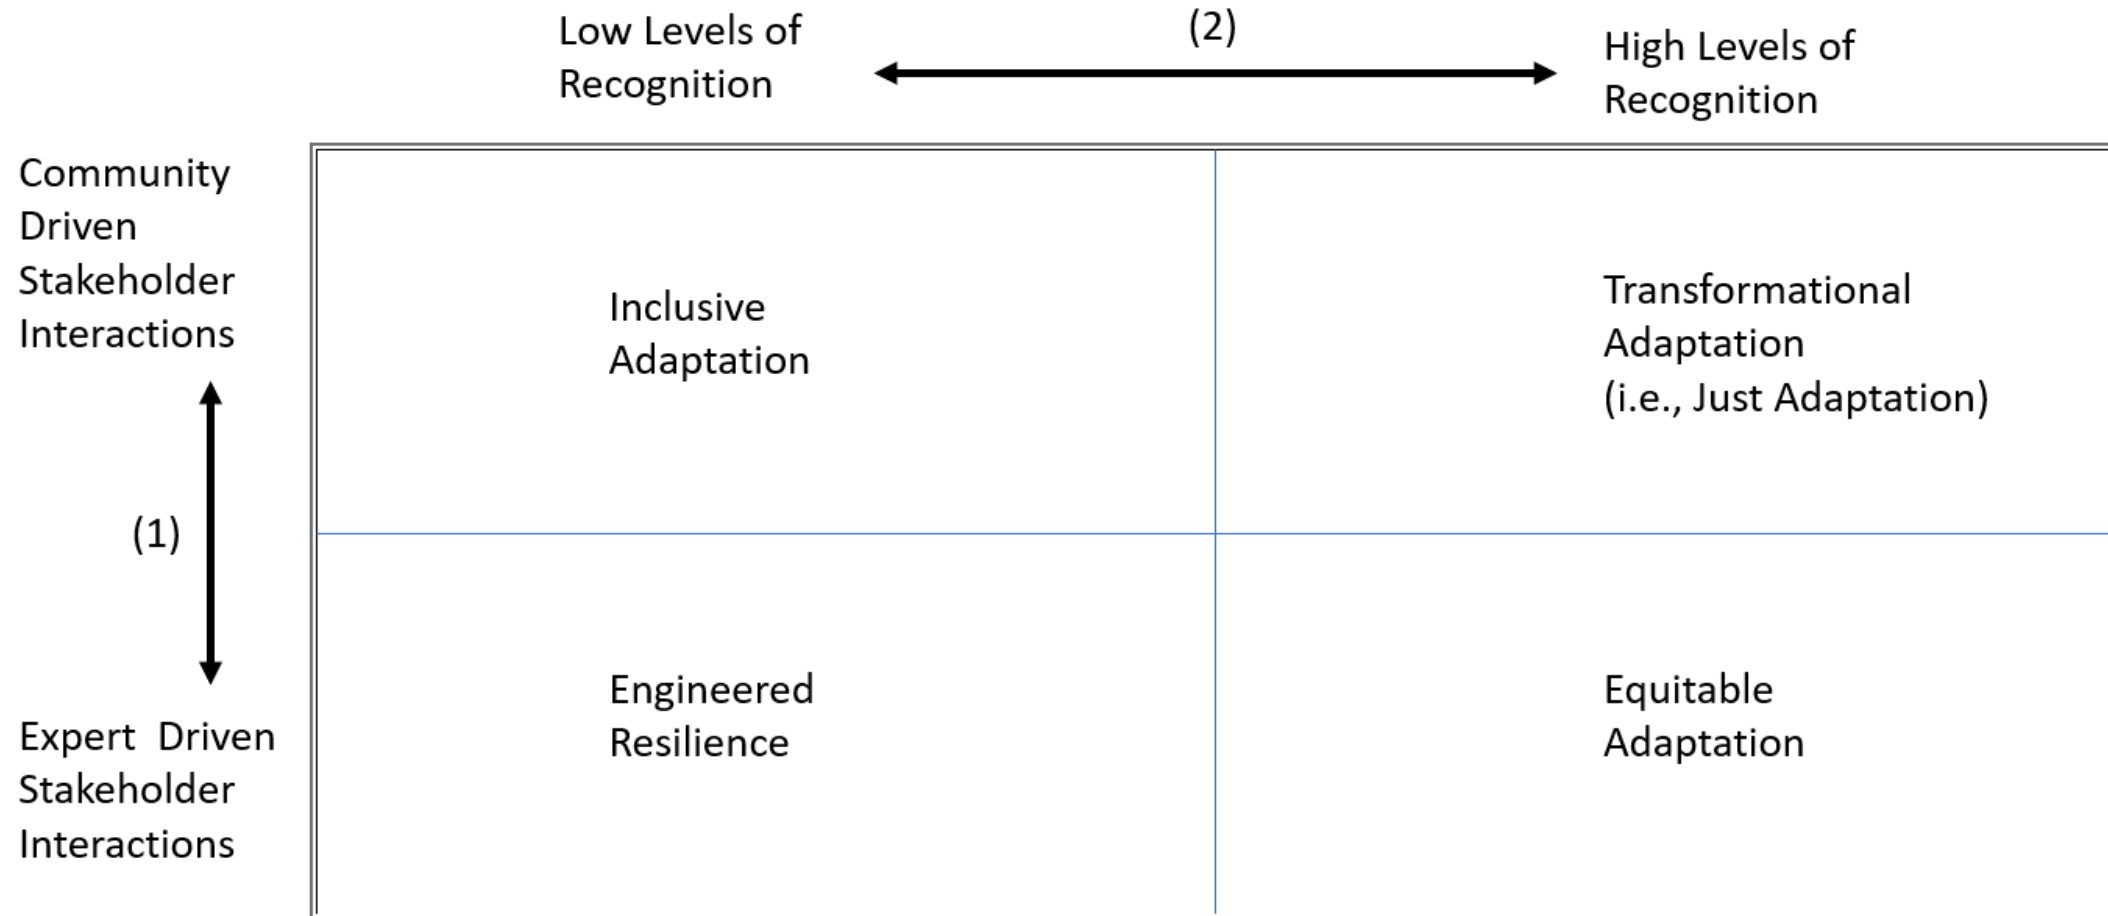 Low Levels of
Recognition
(2)
High Levels of
Recognition
Community
Driven
Stakeholder
Interactions
(1)
Expert  Driven
Stakeholder
Interactions
Inclusive
Adaptation
Transformational
Adaptation
(i.e., Just Adaptation)
Engineered
Resilience
Equitable
Adaptation